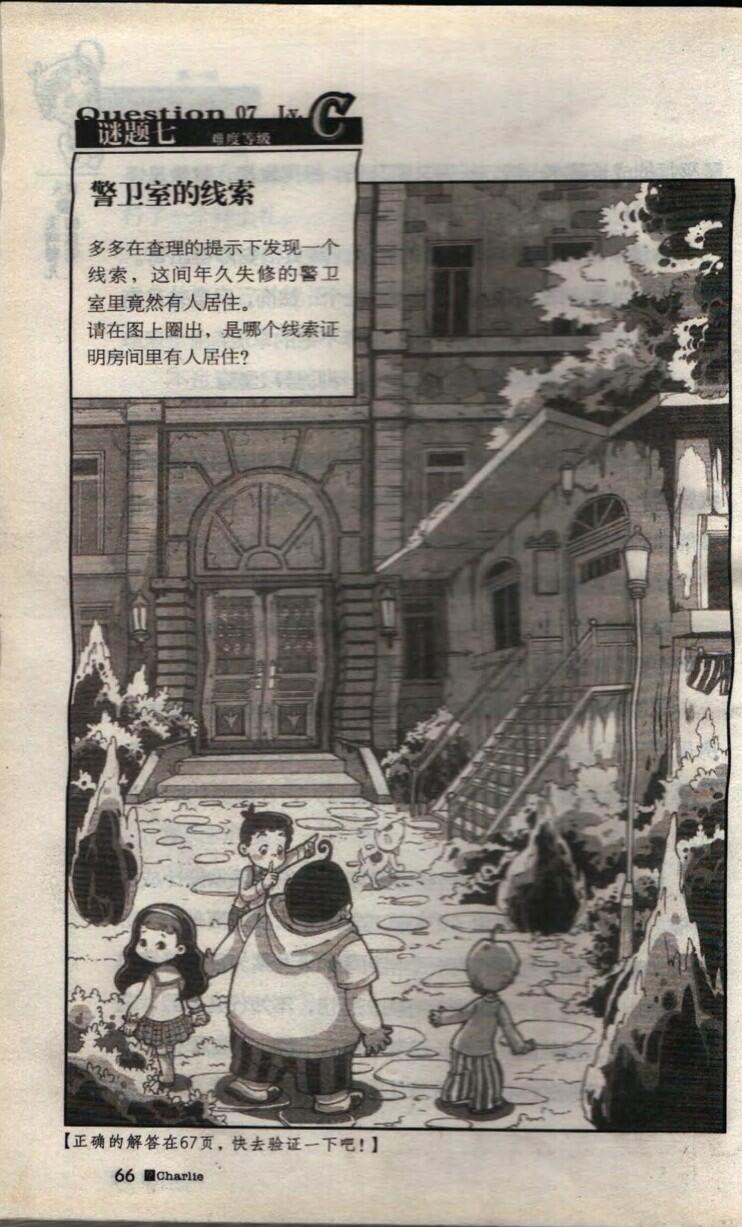 Question 07 Lv. C
谜题七 难度等级
警卫室的线索
多多在查理的提示下发现一个
线索，这间年久失修的警卫
室里竟然有人居住。
请在图上圈出，是哪个线索证
明房间里有人居住？
【正确的解答在67页，快去验证一下吧！】
66 Charlie